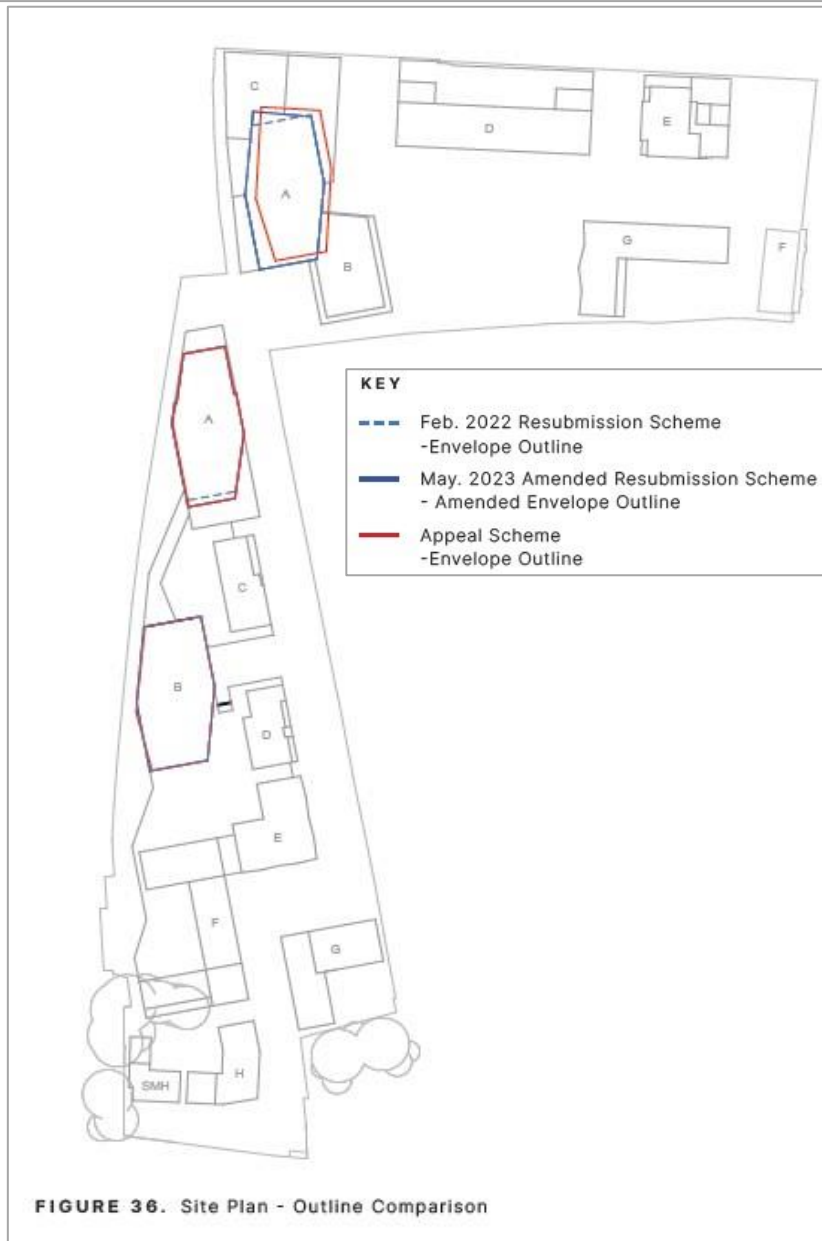 C
D
E
A
B
G
F
KEY
Feb. 2022 Resubmission Scheme
-Envelope Outline
May. 2023 Amended Resubmission Scheme
- Amended Envelope Outline
Appeal Scheme
-Envelope Outline
A
C
B
D
E
F
G
H
SMH
FIGURE 36. Site Plan - Outline Comparison